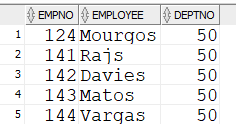 EMPNO EMPLOYEE DEPTNO
1 124 Mourgos 50
2 141 Rajs 50
3 142 Davies 50
4 143 Matos 50
5 144 Vargas 50